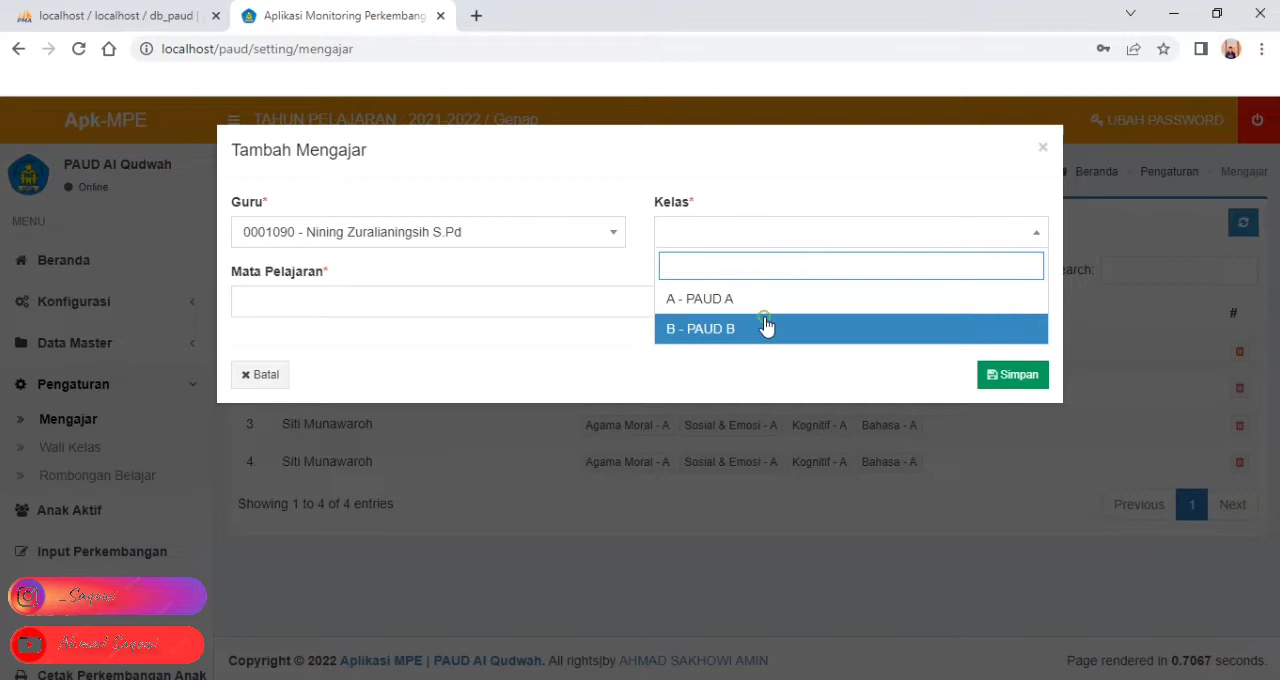 localhost / localhost / db_paud |
Aplikasi Monitoring Perkembang
localhost/paud/setting/mengajar
Apk-MPE
TAHUN PELAJARAN : 2021-2022 / Genap
UBAH PASSWORD
PAUD Al Qudwah
Online
Beranda
Pengaturan
Mengajar
MENU
Beranda
Konfigurasi
Data Master
Pengaturan
Mengajar
Wali Kelas
Rombongan Belajar
Anak Aktif
Input Perkembangan
Cetak Perkembangan Anak
Tambah Mengajar
×
Guru*
0001090 - Nining Zuralianingsih S.Pd
Kelas*
A - PAUD A
B - PAUD B
Mata Pelajaran*
Batal
Simpan
earch:
#
3. Siti Munawaroh Agama Moral - A Sosial & Emosi - A Kognitif - A Bahasa - A
4. Siti Munawaroh Agama Moral - A Sosial & Emosi - A Kognitif - A Bahasa - A
Showing 1 to 4 of 4 entries
Previous 1 Next
_Saqowi
Ahmad Saqowi
Copyright © 2022 Aplikasi MPE | PAUD Al Qudwah. All rights|by AHMAD SAKHOWI AMIN
Page rendered in 0.7067 seconds.